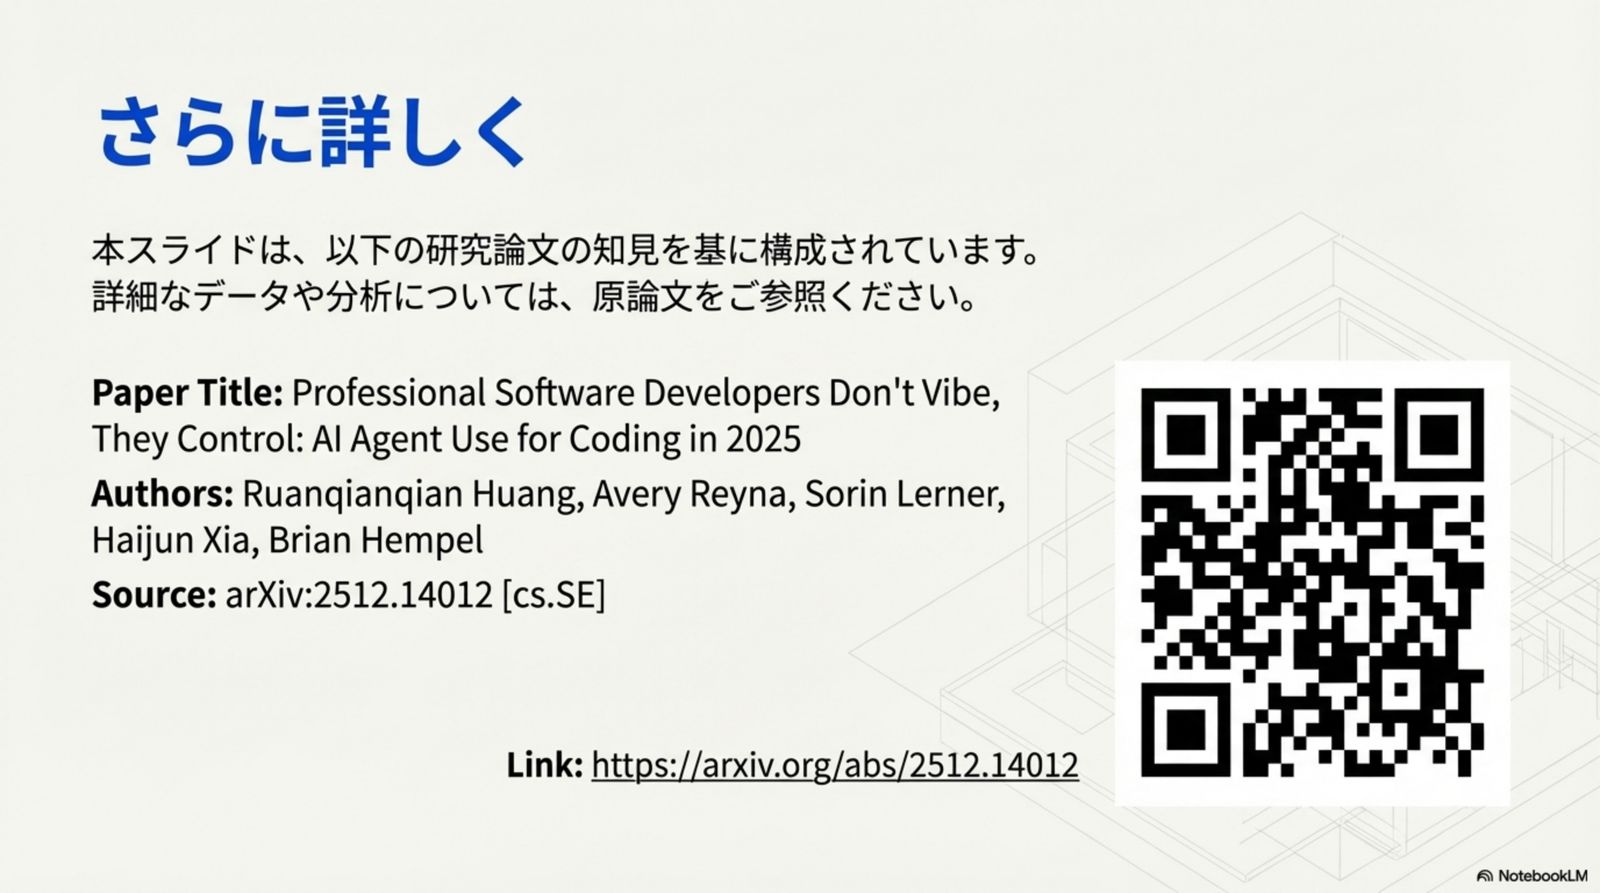 さらに詳しく
本スライドは、以下の研究論文の知見を基に構成されています。
詳細なデータや分析については、原論文をご参照ください。
Paper Title: Professional Software Developers Don't Vibe,
They Control: AI Agent Use for Coding in 2025
Authors: Ruanqianqian Huang, Avery Reyna, Sorin Lerner,
Haijun Xia, Brian Hempel
Source: arXiv:2512.14012 [cs.SE]
Link: https://arxiv.org/abs/2512.14012
NotebookLM